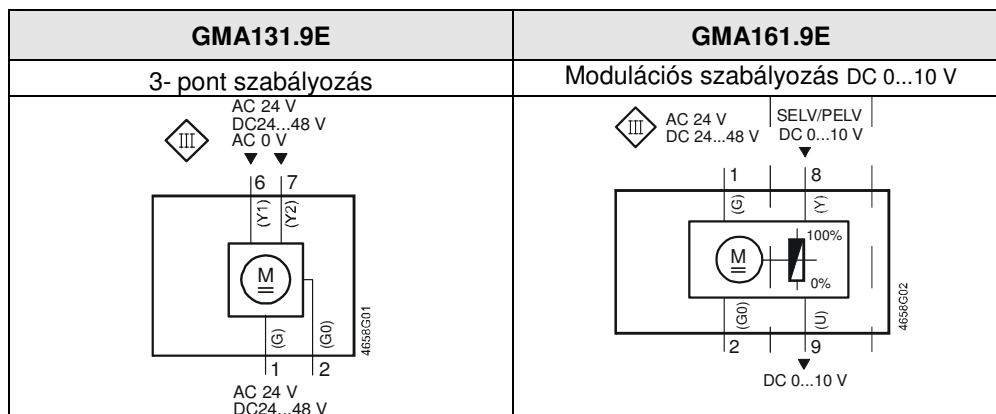 GMA131.9E
GMA161.9E
3- pont szabályozás
Modulációs szabályozás DC 0...10 V
III
AC 24 V
DC24...48 V
AC 0 V
6 7
(Y1) (Y2)
M
(G) (G0)
1 2
AC 24 V
DC24...48 V
4658G01
III
AC 24 V
DC 24...48 V
SELV/PELV
DC 0...10 V
1 8
(G) (Y)
100%
M
0%
(G0) (U)
2 9
DC 0...10 V
4658G02